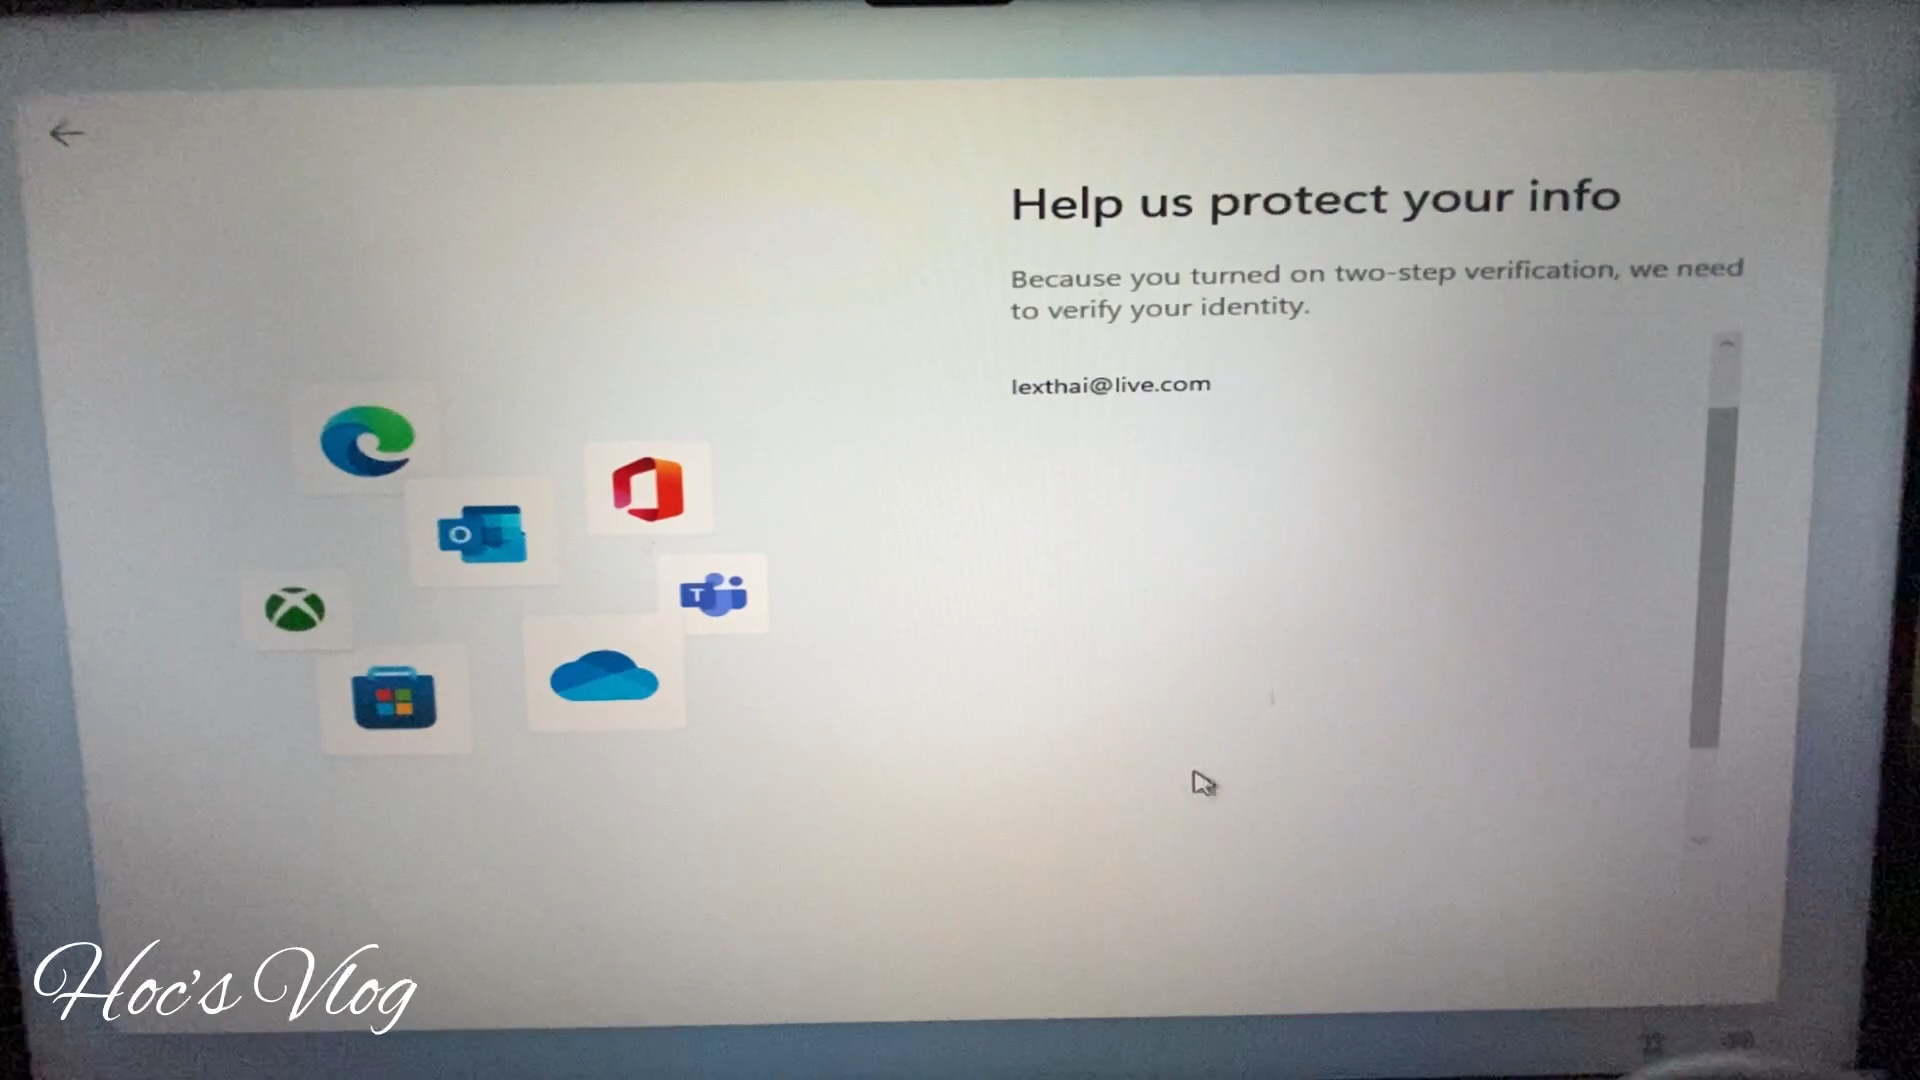 Help us protect your info
Because you turned on two-step verification, we need
to verify your identity.
lexthai@live.com
O
T
Hoc's Vlog